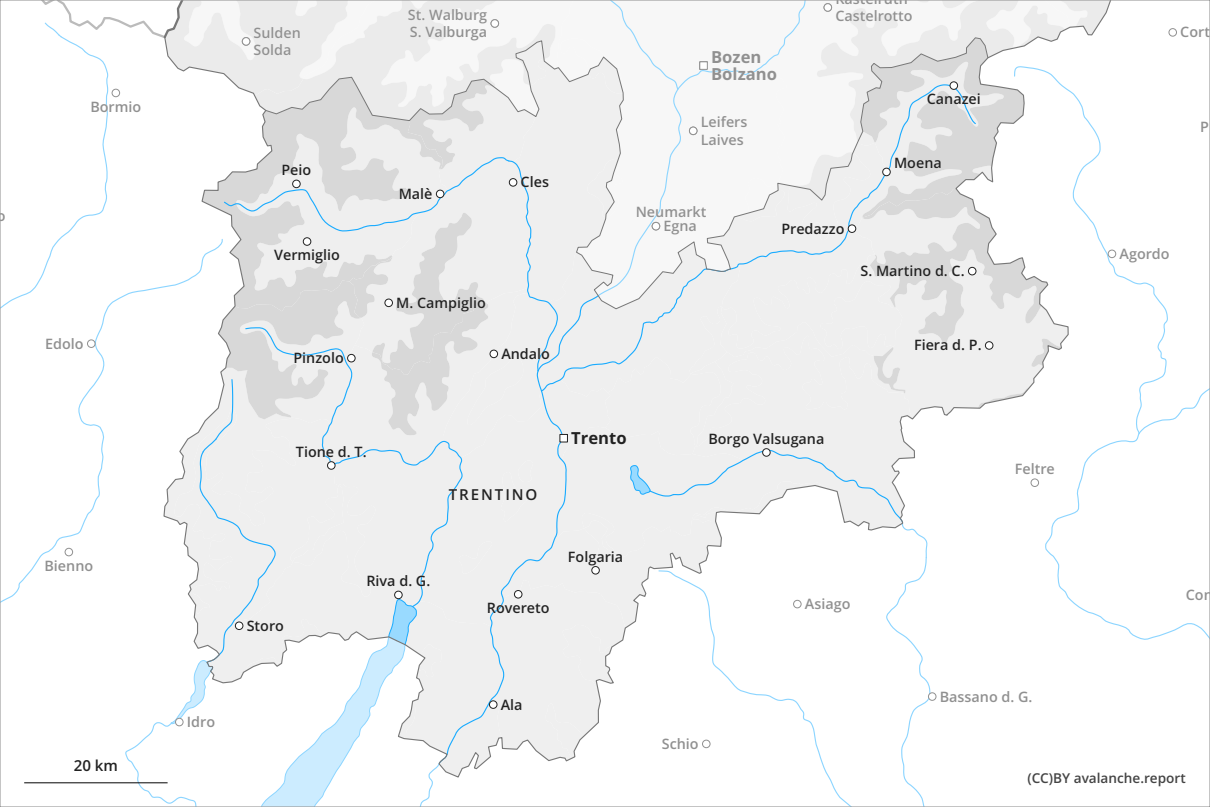 Kastelruth
Castelrotto
St. Walburg
S. Valburga
Sulden
Solda
Cort
Bozen
Bolzano
Bormio
Canazei
Leifers
Laives
P
Moena
Peio
Malè
Cles
Neumarkt
Egna
Predazzo
Vermiglio
Agordo
S. Martino d. C.
M. Campiglio
Edolo
Pinzolo
Andalo
Fiera d. P.
Trento
Borgo Valsugana
Tione d. T.
Feltre
TRENTINO
Bienno
Folgaria
Riva d. G.
Rovereto
Asiago
Cor
Storo
Bassano d. G.
Ala
Idro
Schio
20 km
(CC)BY avalanche.report